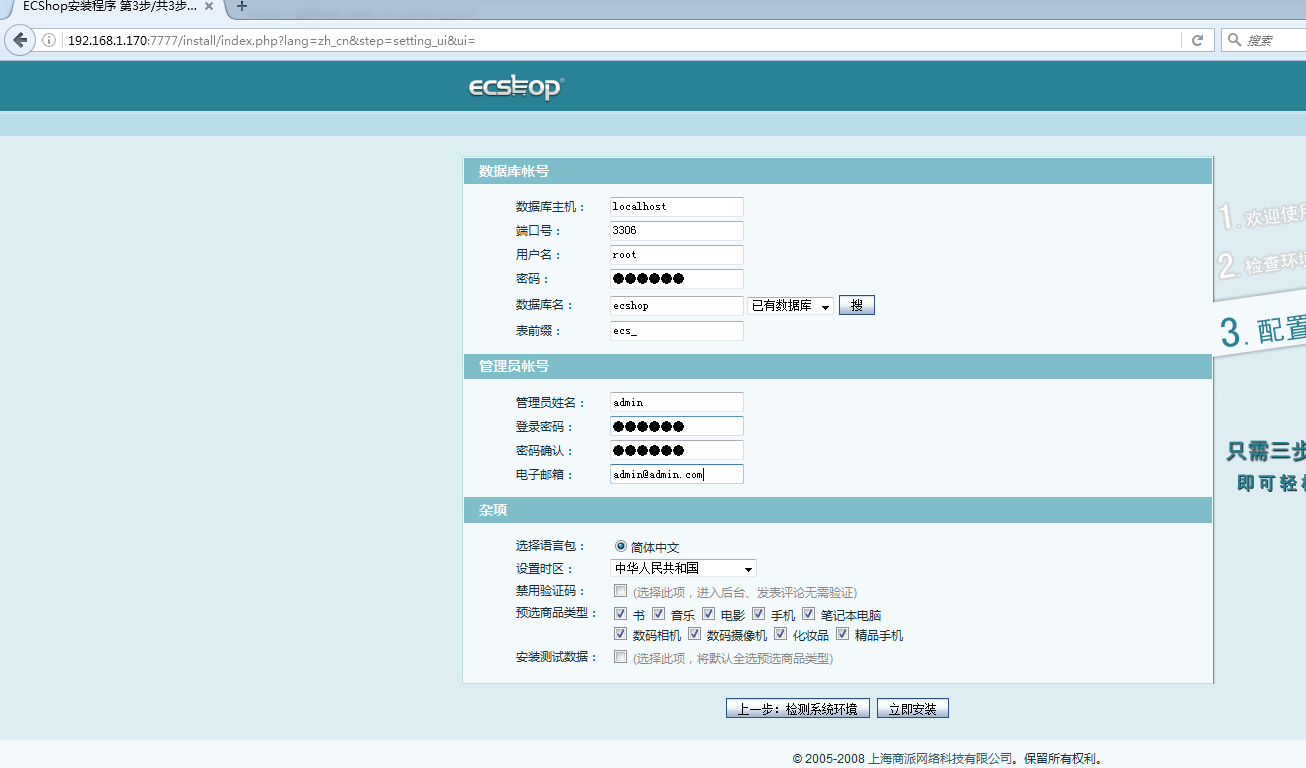 ECShop安装程序 第3步/共3步...
192.168.1.170:7777/install/index.php?lang=zh_cn&step=setting_ui&ui=
搜索
ecshop
数据库帐号
数据库主机： localhost
端口号： 3306
用户名： root
密码： ●●●●●●
数据库名： ecshop 已有数据库 搜
表前缀： ecs_
管理员帐号
管理员姓名： admin
登录密码： ●●●●●●
密码确认： ●●●●●●
电子邮箱： admin@admin.com
杂项
选择语言包： 简体中文
设置时区： 中华人民共和国
禁用验证码： (选择此项，进入后台、发表评论无需验证)
预选商品类型： 书 音乐 电影 手机 笔记本电脑
数码相机 数码摄像机 化妆品 精品手机
安装测试数据： (选择此项，将默认全选预选商品类型)
上一步：检测系统环境 立即安装
1.欢迎使用
2.检查环境
3.配置
只需三步
即可轻松
© 2005-2008 上海商派网络科技有限公司。保留所有权利。